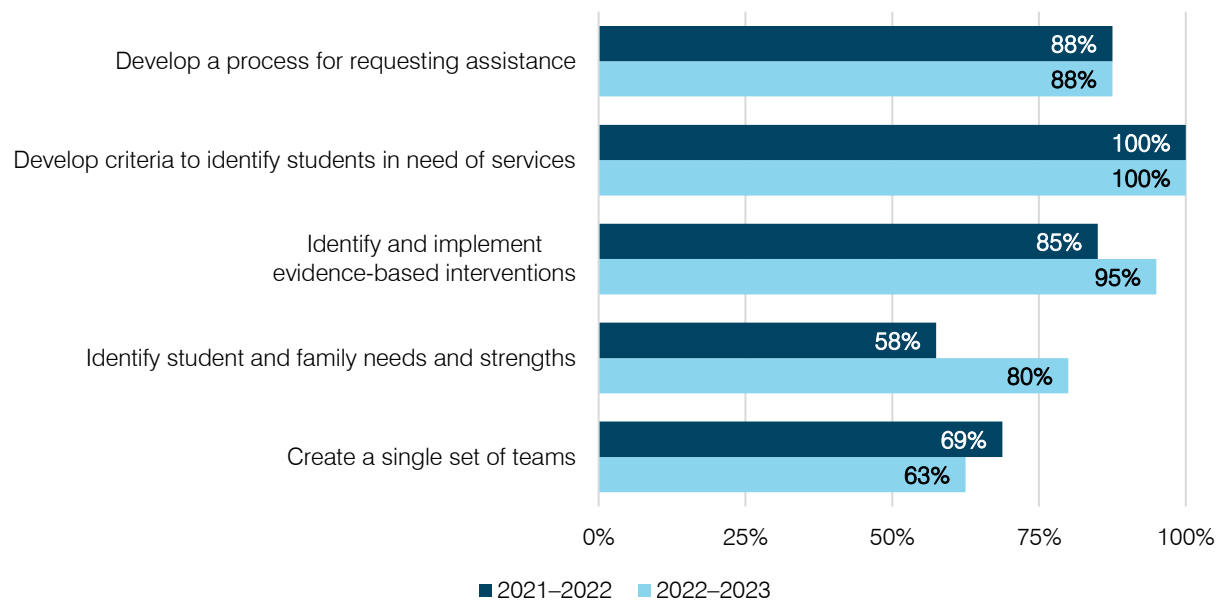 Develop a process for requesting assistance
88%
88%
Develop criteria to identify students in need of services
100%
100%
Identify and implement
evidence-based interventions
85%
95%
Identify student and family needs and strengths
58%
80%
Create a single set of teams
69%
63%
0% 25% 50% 75% 100%
2021–2022 2022–2023